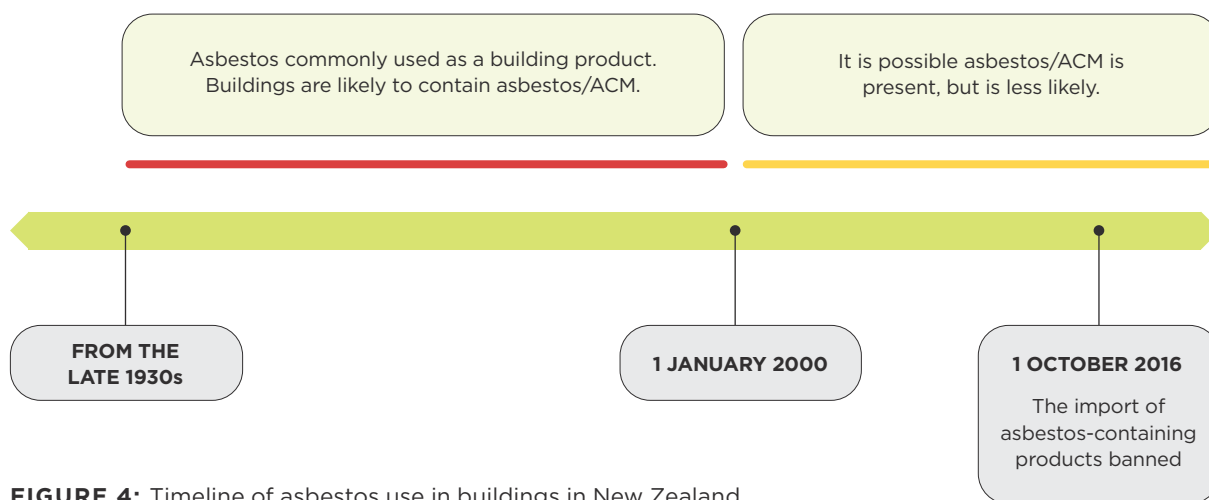 Asbestos commonly used as a building product.
Buildings are likely to contain asbestos/ACM.
It is possible asbestos/ACM is
present, but is less likely.
FROM THE
LATE 1930s
1 JANUARY 2000
1 OCTOBER 2016
The import of
asbestos-containing
products banned
FIGURE 4: Timeline of asbestos use in buildings in New Zealand